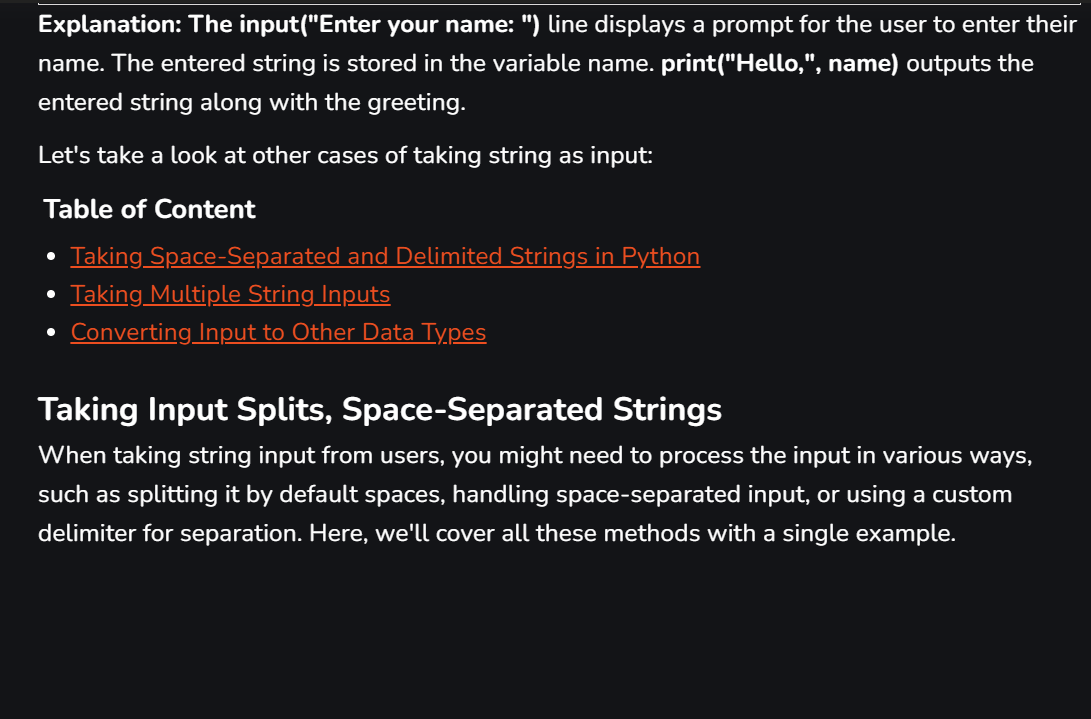 Explanation: The input("Enter your name: ") line displays a prompt for the user to enter their
name. The entered string is stored in the variable name. print("Hello,", name) outputs the
entered string along with the greeting.
Let's take a look at other cases of taking string as input:
Table of Content
Taking Space-Separated and Delimited Strings in Python
Taking Multiple String Inputs
Converting Input to Other Data Types
Taking Input Splits, Space-Separated Strings
When taking string input from users, you might need to process the input in various ways,
such as splitting it by default spaces, handling space-separated input, or using a custom
delimiter for separation. Here, we'll cover all these methods with a single example.